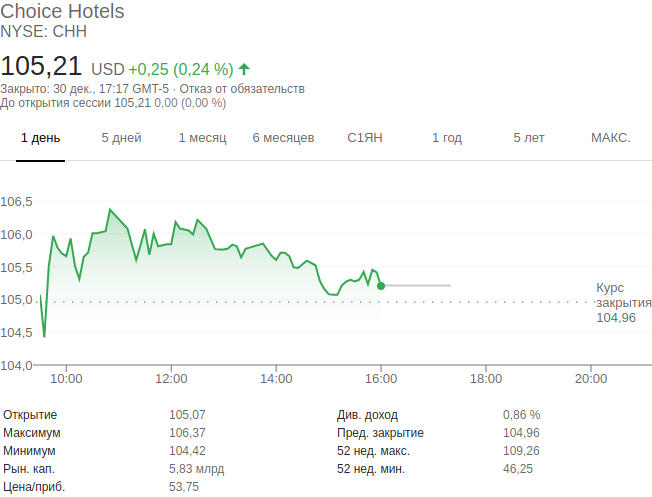 Choice Hotels
NYSE: CHH
105,21 USD +0,25 (0,24 %)
Закрыто: 30 дек., 17:17 GMT-5 · Отказ от обязательств
До открытия сессии 105,21 0,00 (0,00 %)
1 день 5 дней 1 месяц 6 месяцев С1ЯН 1 год 5 лет МАКС.
106,5
106,0
105,5
105,0
104,5
104,0
Курс
закрытия
104,96
10:00 12:00 14:00 16:00 18:00 20:00
Открытие 105,07 Див. доход 0,86 %
Максимум 106,37 Пред. закрытие 104,96
Минимум 104,42 52 нед. макс. 109,26
Рын. кап. 5,83 млрд 52 нед. мин. 46,25
Цена/приб. 53,75